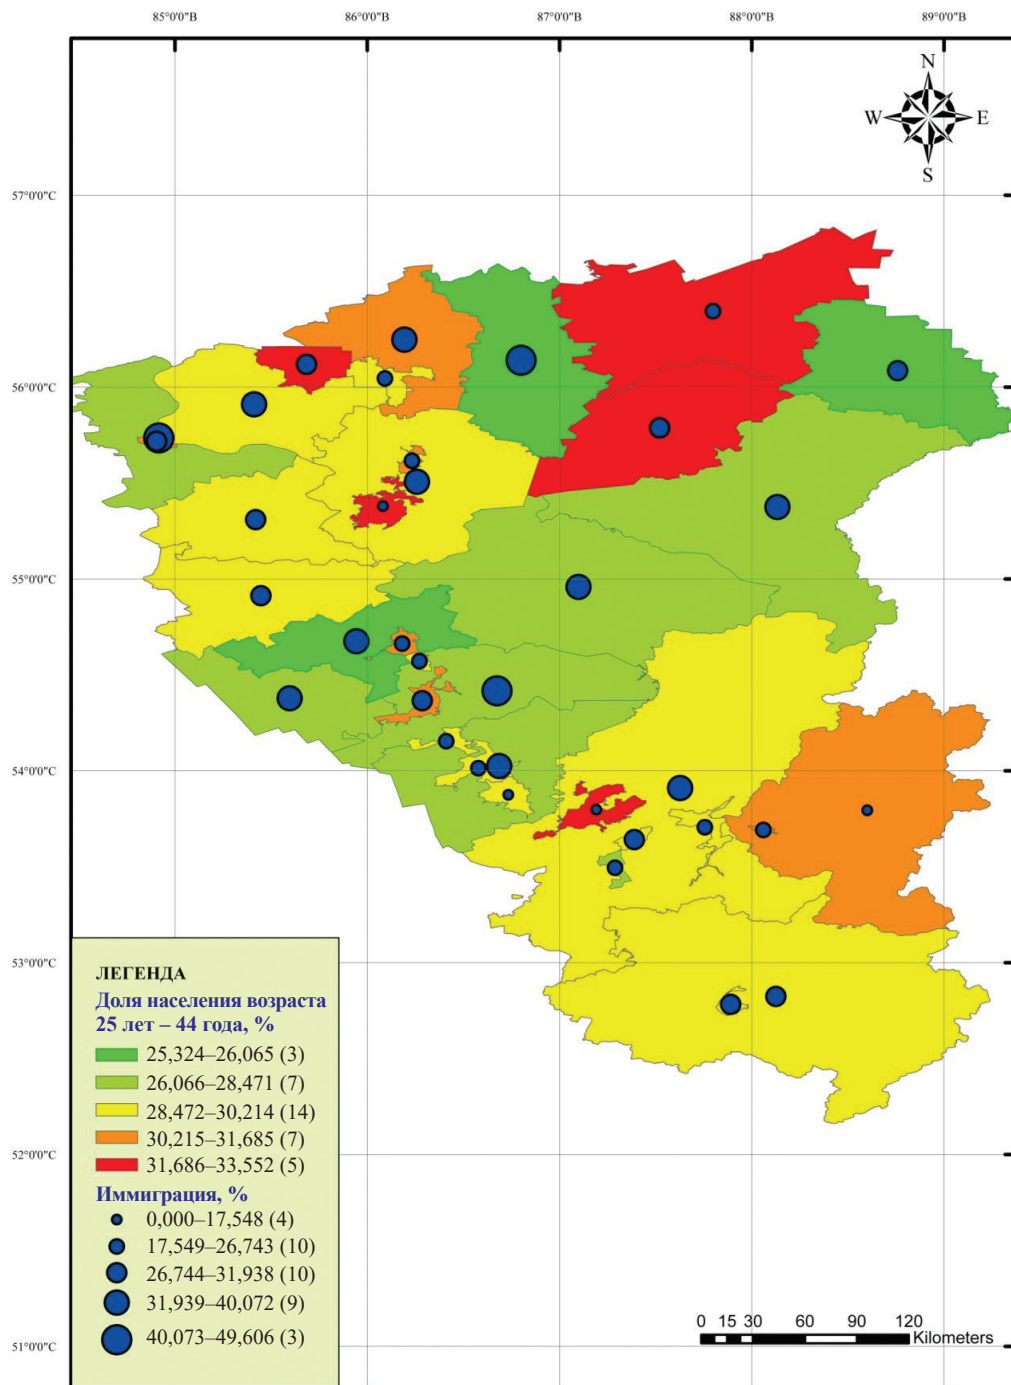 85°0'0"В 86°0'0"В 87°0'0"В 88°0'0"В 89°0'0"В
N
W E
S
57°0'0"С
56°0'0"С
55°0'0"С
54°0'0"С
53°0'0"С
52°0'0"С
51°0'0"С
ЛЕГЕНДА
Доля населения возраста
25 лет – 44 года, %
25,324–26,065 (3)
26,066–28,471 (7)
28,472–30,214 (14)
30,215–31,685 (7)
31,686–33,552 (5)
Иммиграция, %
0,000–17,548 (4)
17,549–26,743 (10)
26,744–31,938 (10)
31,939–40,072 (9)
40,073–49,606 (3)
0 15 30 60 90 120
Kilometers